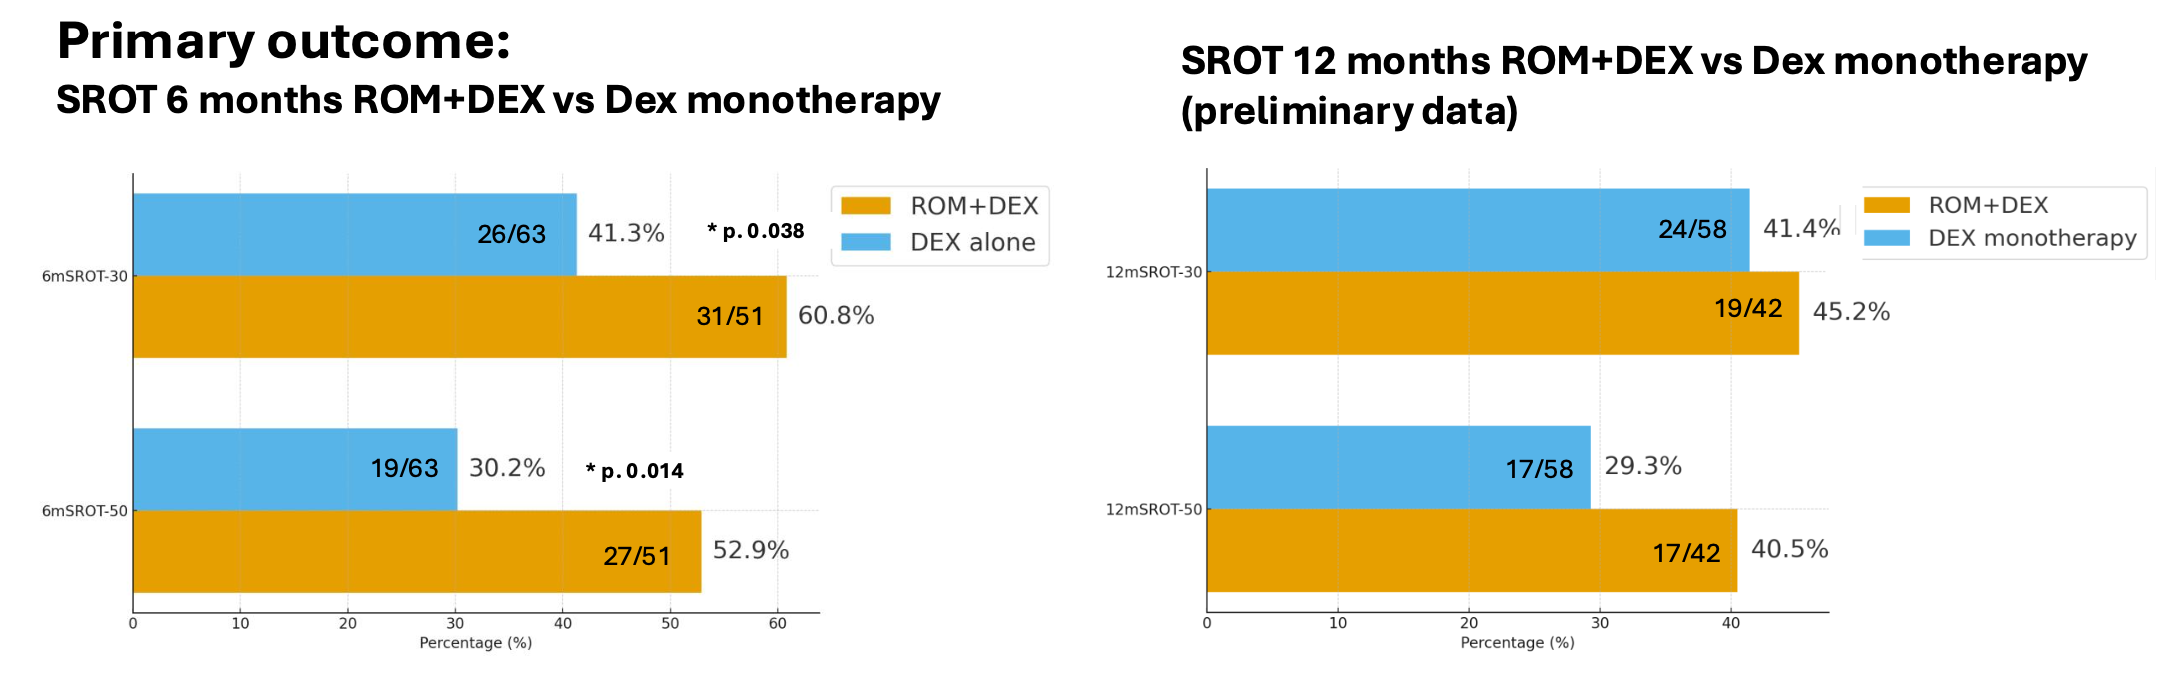 Primary outcome:
SROT 6 months ROM+DEX vs Dex monotherapy
26/63
41.3%
* p. 0.038
ROM+DEX
DEX alone
6mSROT-30
31/51
60.8%
19/63
30.2%
* p. 0.014
6mSROT-50
27/51
52.9%
0 10 20 30 40 50 60
Percentage (%)
SROT 12 months ROM+DEX vs Dex monotherapy
(preliminary data)
24/58
41.4%
ROM+DEX
DEX monotherapy
12mSROT-30
19/42
45.2%
17/58
29.3%
12mSROT-50
17/42
40.5%
0 10 20 30 40
Percentage (%)